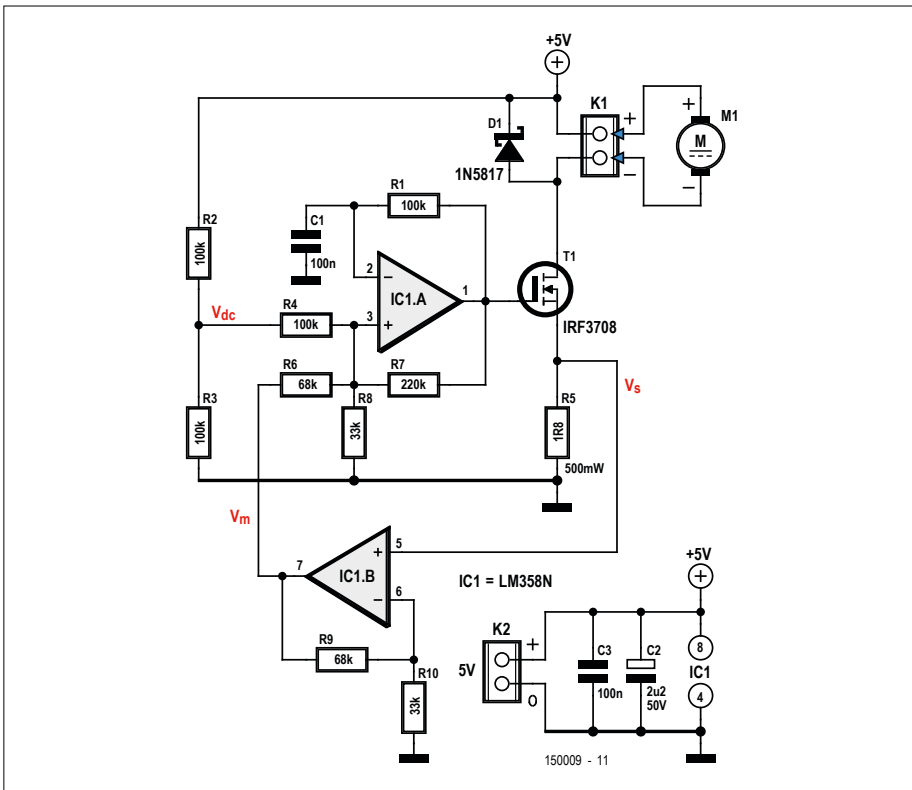 +5V
K1
+
+
M1
D1
M
1N5817
−
−
R1
100k
R2
100k
C1
100n
T1
2
−
IC1.A
1
3
+
IRF3708
Vdc
R4
100k
R6
68k
R7
220k
Vs
R3
100k
R8
33k
R5
1R8
500mW
Vm
5
+
7
IC1.B
6
−
IC1 = LM358N
+5V
R9
68k
R10
33k
K2
+
5V
0
C3
100n
C2
2u2
50V
8
IC1
4
150009 - 11